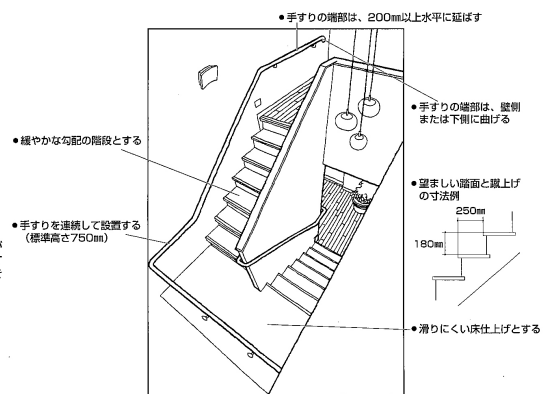 ●手すりの端部は、200㎜以上水平に延ばす
●手すりの端部は、壁側
または下側に曲げる
●緩やかな勾配の階段とする
●望ましい踏面と蹴上げ
の寸法例
250㎜
180㎜
●手すりを連続して設置する
（標準高さ750㎜）
●滑りにくい床仕上げとする